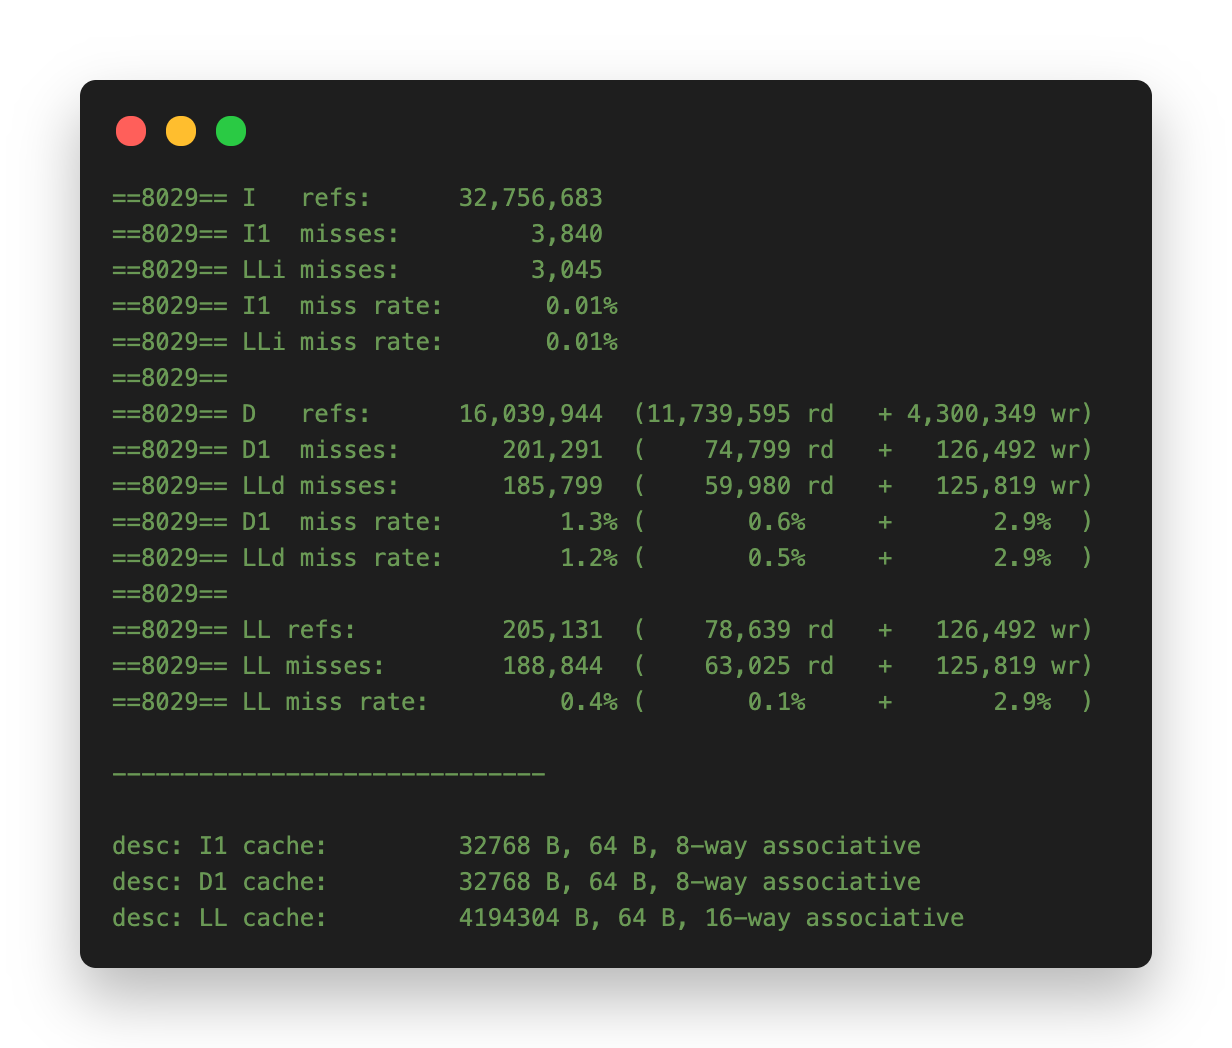 ==8029== I   refs:      32,756,683
==8029== I1  misses:         3,840
==8029== LLi misses:         3,045
==8029== I1  miss rate:       0.01%
==8029== LLi miss rate:       0.01%
==8029==
==8029== D   refs:      16,039,944  (11,739,595 rd   + 4,300,349 wr)
==8029== D1  misses:       201,291  (    74,799 rd   +   126,492 wr)
==8029== LLd misses:       185,799  (    59,980 rd   +   125,819 wr)
==8029== D1  miss rate:        1.3% (       0.6%     +       2.9%  )
==8029== LLd miss rate:        1.2% (       0.5%     +       2.9%  )
==8029==
==8029== LL refs:          205,131  (    78,639 rd   +   126,492 wr)
==8029== LL misses:        188,844  (    63,025 rd   +   125,819 wr)
==8029== LL miss rate:         0.4% (       0.1%     +       2.9%  )
------------------------------
desc: I1 cache:         32768 B, 64 B, 8-way associative
desc: D1 cache:         32768 B, 64 B, 8-way associative
desc: LL cache:         4194304 B, 64 B, 16-way associative